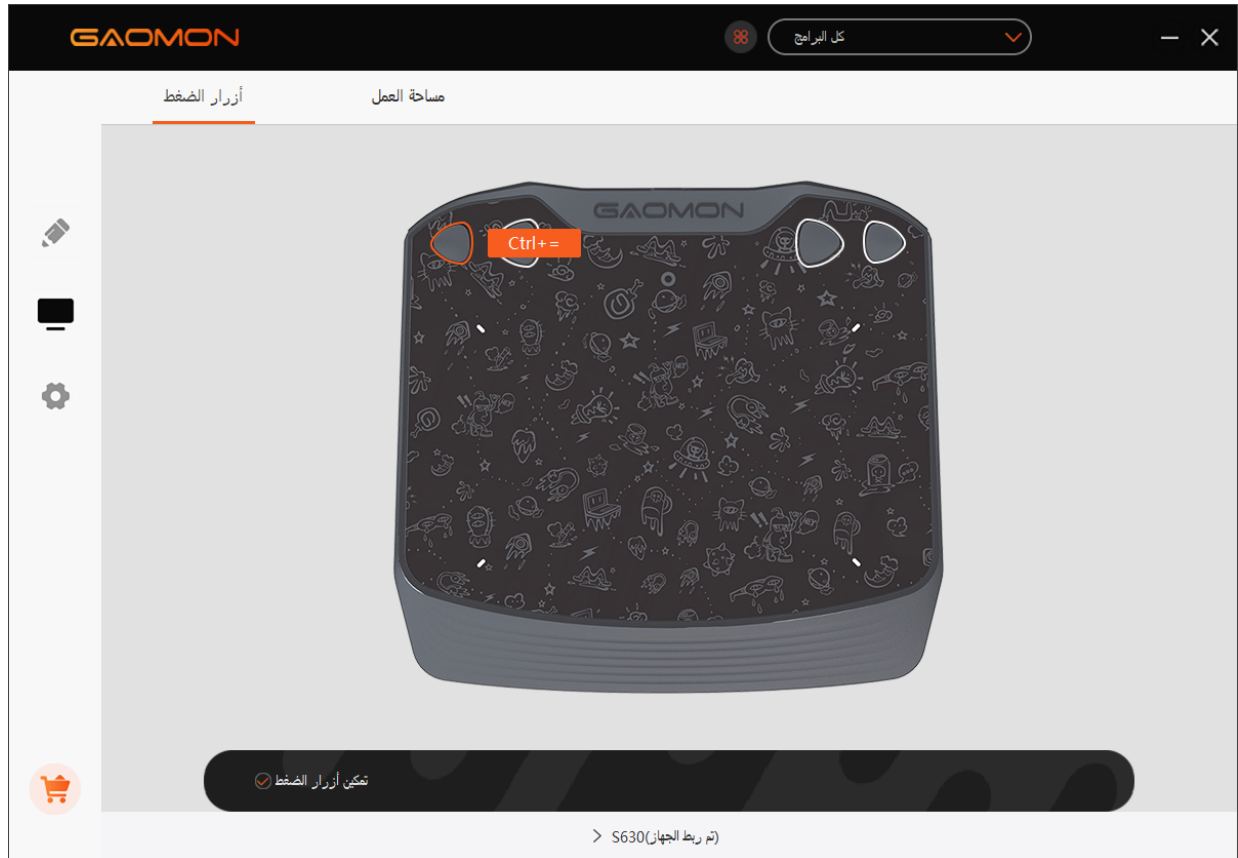 GAOMON
كل البرامج
أزرار الضغط
مساحة العمل
GAOMON
Ctrl+=
تمكين أزرار الضغط
S630(تم ربط الجهاز)